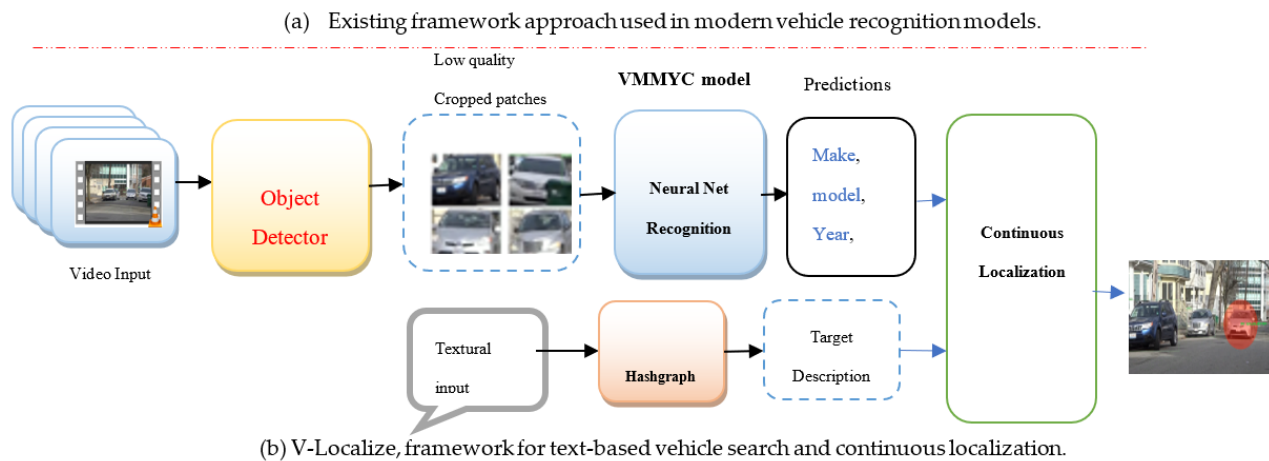 (a) Existing framework approach used in modern vehicle recognition models.
Low quality
Cropped patches
VMMYC model
Predictions
Video Input
Object
Detector
Neural Net
Recognition
Make,
model,
Year,
Continuous
Localization
Textural
input
Hashgraph
Target
Description
(b) V-Localize, framework for text-based vehicle search and continuous localization.